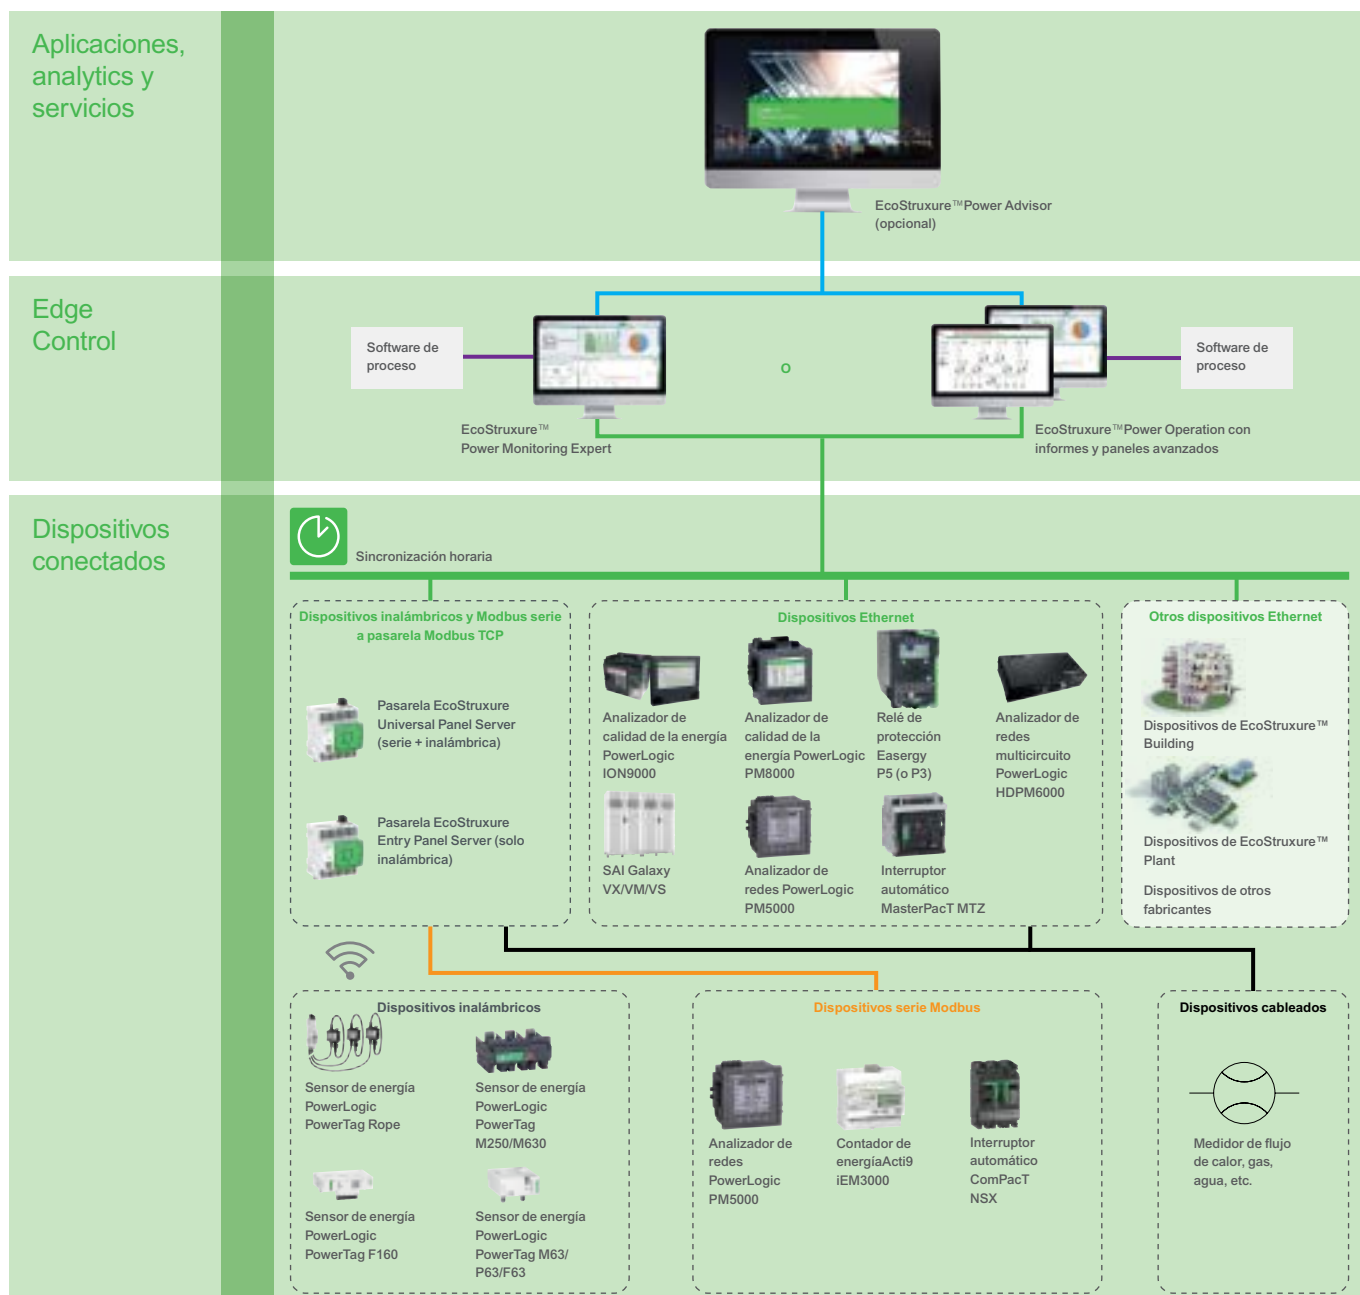 Aplicaciones,
analytics y
servicios
EcoStruxure™Power Advisor
(opcional)
Edge
Control
Software de
proceso
O
Software de
proceso
EcoStruxure™
Power Monitoring Expert
EcoStruxure™Power Operation con
informes y paneles avanzados
Dispositivos
conectados
Sincronización horaria
Dispositivos inalámbricos y Modbus serie
a pasarela Modbus TCP
Pasarela EcoStruxure
Universal Panel Server
(serie + inalámbrica)
Pasarela EcoStruxure
Entry Panel Server (solo
inalámbrica)
Dispositivos Ethernet
Analizador de
calidad de la energía
PowerLogic
ION9000
Analizador de
calidad de la
energía PowerLogic
PM8000
Relé de
protección
Easergy
P5 (o P3)
Analizador de
redes
multicircuito
PowerLogic
HDPM6000
SAI Galaxy
VX/VM/VS
Analizador de
redes PowerLogic
PM5000
Interruptor
automático
MasterPacT MTZ
Otros dispositivos Ethernet
Dispositivos de EcoStruxure™
Building
Dispositivos de EcoStruxure™
Plant
Dispositivos de otros
fabricantes
Dispositivos inalámbricos
Sensor de energía
PowerLogic
PowerTag Rope
Sensor de energía
PowerLogic
PowerTag
M250/M630
Sensor de energía
PowerLogic
PowerTag F160
Sensor de energía
PowerLogic
PowerTag M63/
P63/F63
Dispositivos serie Modbus
Analizador de
redes
PowerLogic
PM5000
Contador de
energíaActi9
iEM3000
Interruptor
automático
ComPacT
NSX
Dispositivos cableados
Medidor de flujo
de calor, gas,
agua, etc.